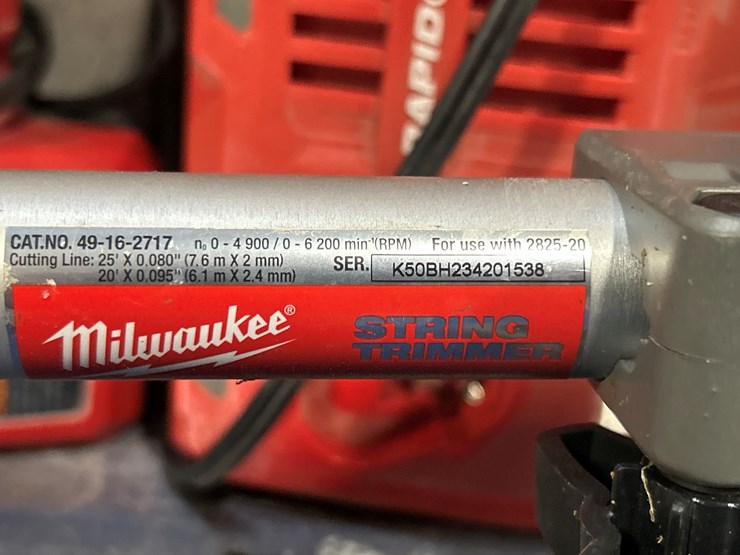 RAPID
CAT.NO. 49-16-2717 n₀ 0 - 4 900 / 0 - 6 200 min⁻¹(RPM) For use with 2825-20
Cutting Line: 25' X 0.080" (7.6 m X 2 mm)
20' X 0.095" (6.1 m X 2,4 mm)
SER. K50BH234201538
Milwaukee®
STRING
TRIMMER